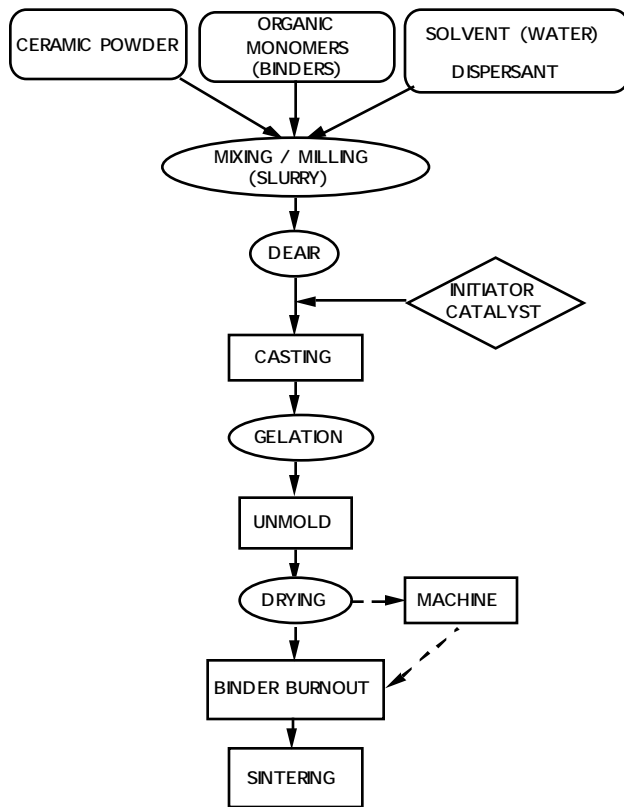 CERAMIC POWDER
ORGANIC
MONOMERS
(BINDERS)
SOLVENT (WATER)
DISPERSANT
MIXING / MILLING
(SLURRY)
DEAIR
INITIATOR
CATALYST
CASTING
GELATION
UNMOLD
DRYING
MACHINE
BINDER BURNOUT
SINTERING